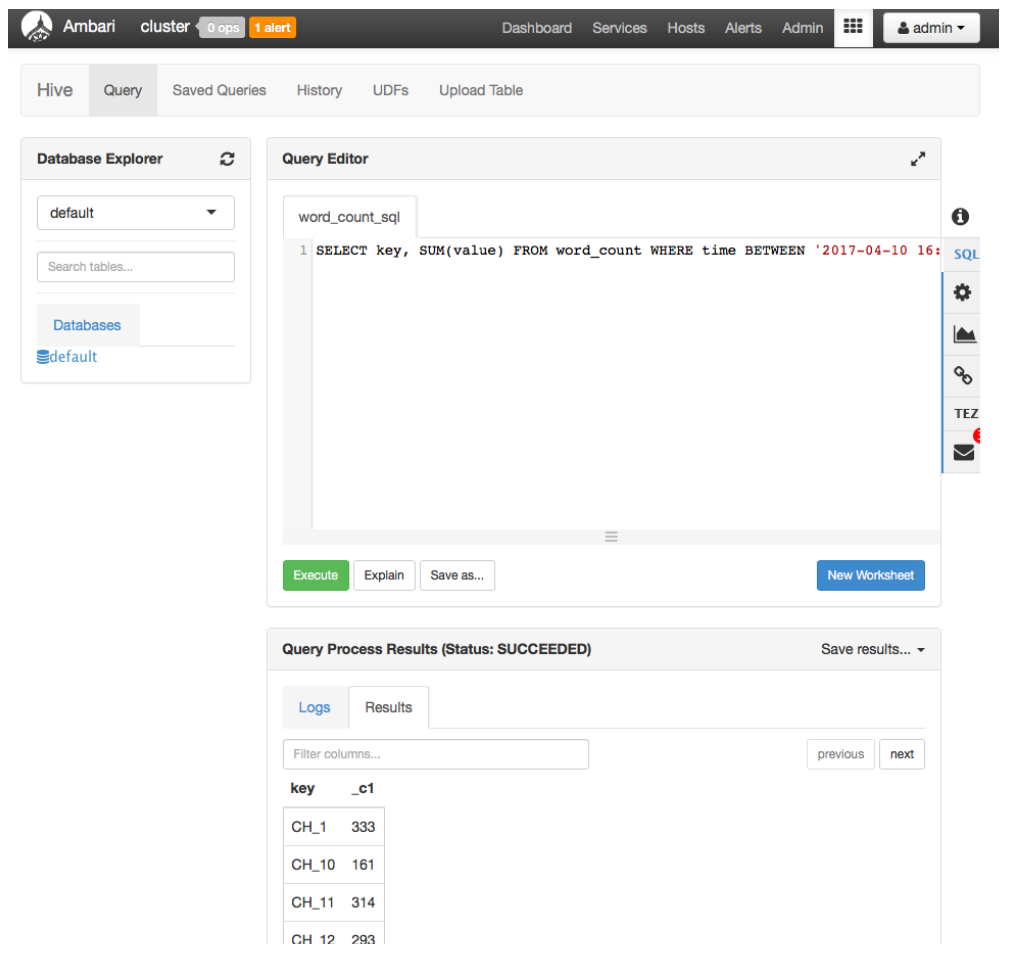 Ambari cluster 0 ops 1 alert Dashboard Services Hosts Alerts Admin admin
Hive Query Saved Queries History UDFs Upload Table
Database Explorer
default
Search tables...
Databases
default
Query Editor
word_count_sql
1 SELECT key, SUM(value) FROM word_count WHERE time BETWEEN '2017-04-10 16:
SQL
TEZ
Execute Explain Save as... New Worksheet
Query Process Results (Status: SUCCEEDED) Save results...
Logs Results
Filter columns... previous next
key _c1
CH_1 333
CH_10 161
CH_11 314
CH_12 293